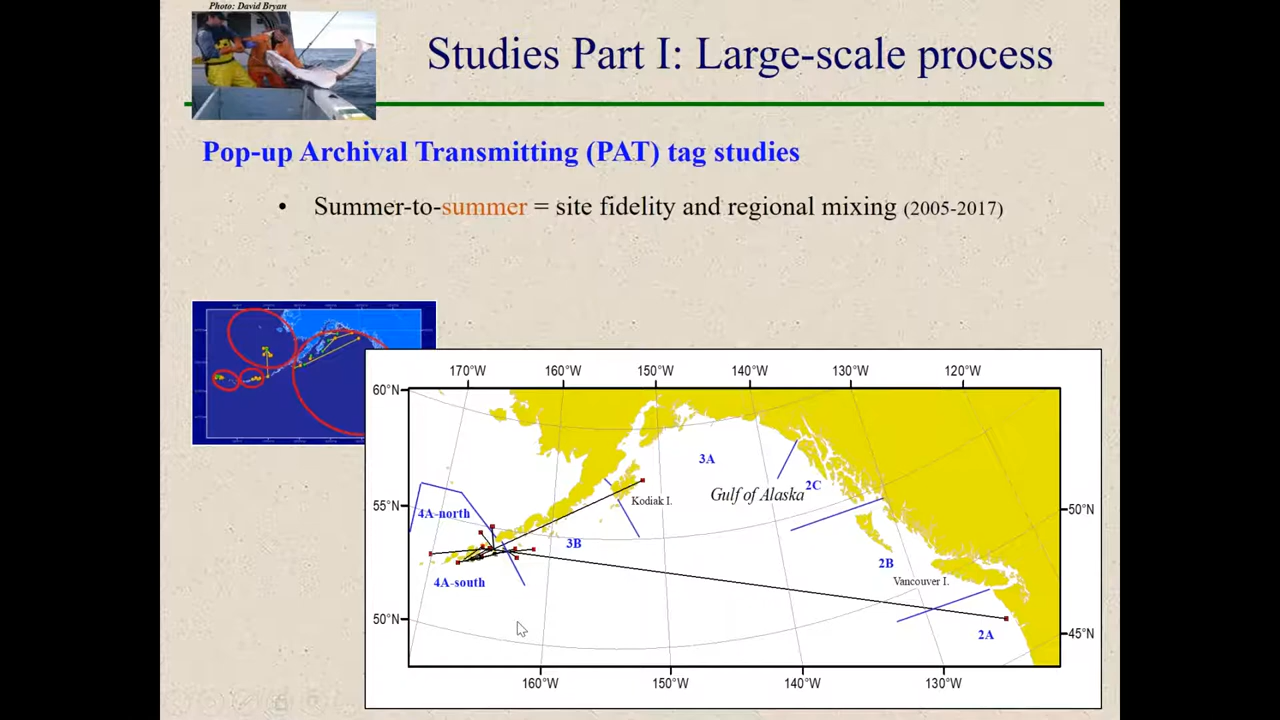 Photo: David Bryan
Studies Part I: Large-scale process
Pop-up Archival Transmitting (PAT) tag studies
• Summer-to-summer = site fidelity and regional mixing (2005-2017)
170°W 160°W 150°W 140°W 130°W 120°W
60°N
3A
2C
Gulf of Alaska
Kodiak I.
55°N
50°N
4A-north
3B
2B
4A-south
Vancouver I.
50°N
2A
45°N
160°W 150°W 140°W 130°W